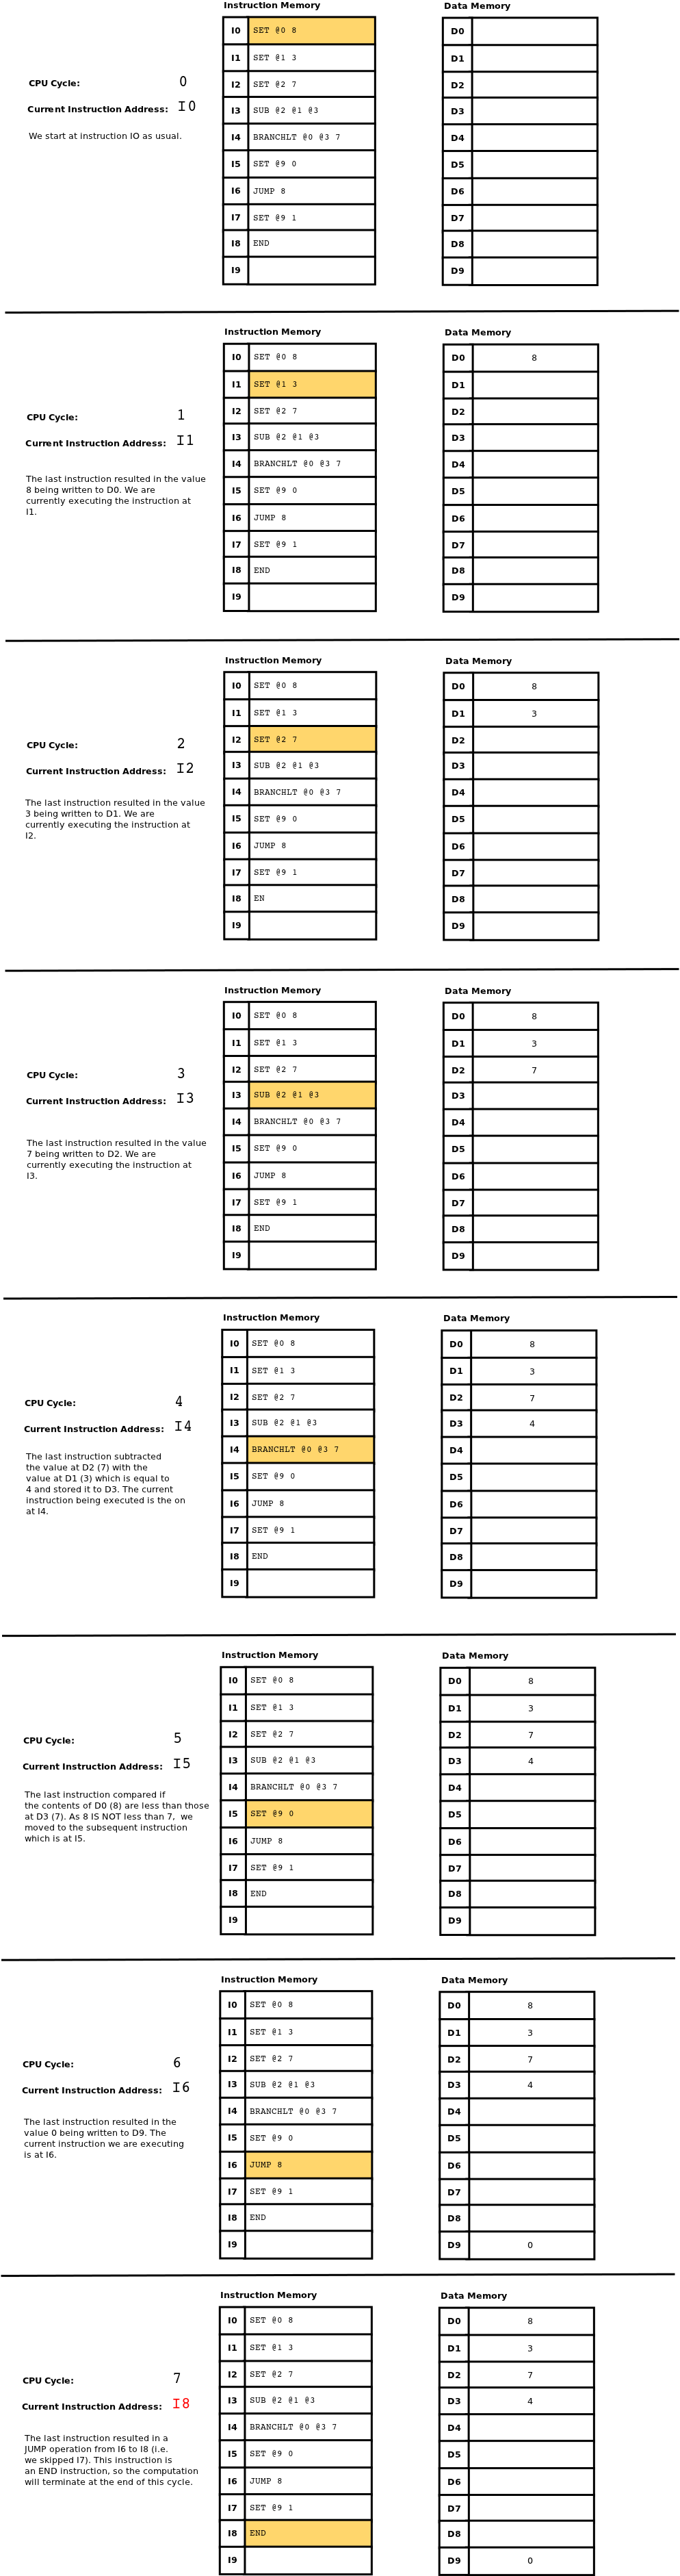 Instruction Memory
Data Memory
I0 SET @0 8 D0
I1 SET @1 3 D1
CPU Cycle: 0
I2 SET @2 7 D2
Current Instruction Address: I0
I3 SUB @2 @1 @3 D3
We start at instruction IO as usual.
I4 BRANCHLT @0 @3 7 D4
I5 SET @9 0 D5
I6 JUMP 8 D6
I7 SET @9 1 D7
I8 END D8
I9 D9
Instruction Memory
Data Memory
I0 SET @0 8 D0 8
I1 SET @1 3 D1
I2 SET @2 7 D2
CPU Cycle: 1
I3 SUB @2 @1 @3 D3
Current Instruction Address: I1
I4 BRANCHLT @0 @3 7 D4
The last instruction resulted in the value
8 being written to D0. We are
currently executing the instruction at
I1.
I5 SET @9 0 D5
I6 JUMP 8 D6
I7 SET @9 1 D7
I8 END D8
I9 D9
Instruction Memory
Data Memory
I0 SET @0 8 D0 8
I1 SET @1 3 D1 3
I2 SET @2 7 D2
CPU Cycle: 2
I3 SUB @2 @1 @3 D3
Current Instruction Address: I2
I4 BRANCHLT @0 @3 7 D4
The last instruction resulted in the value
3 being written to D1. We are
currently executing the instruction at
I2.
I5 SET @9 0 D5
I6 JUMP 8 D6
I7 SET @9 1 D7
I8 EN D8
I9 D9
Instruction Memory
Data Memory
I0 SET @0 8 D0 8
I1 SET @1 3 D1 3
I2 SET @2 7 D2 7
CPU Cycle: 3
I3 SUB @2 @1 @3 D3
Current Instruction Address: I3
I4 BRANCHLT @0 @3 7 D4
The last instruction resulted in the value
7 being written to D2. We are
currently executing the instruction at
I3.
I5 SET @9 0 D5
I6 JUMP 8 D6
I7 SET @9 1 D7
I8 END D8
I9 D9
Instruction Memory
Data Memory
I0 SET @0 8 D0 8
I1 SET @1 3 D1 3
I2 SET @2 7 D2 7
CPU Cycle: 4
I3 SUB @2 @1 @3 D3 4
Current Instruction Address: I4
I4 BRANCHLT @0 @3 7 D4
The last instruction subtracted
the value at D2 (7) with the
value at D1 (3) which is equal to
4 and stored it to D3. The current
instruction being executed is the on
at I4.
I5 SET @9 0 D5
I6 JUMP 8 D6
I7 SET @9 1 D7
I8 END D8
I9 D9
Instruction Memory
Data Memory
I0 SET @0 8 D0 8
I1 SET @1 3 D1 3
I2 SET @2 7 D2 7
CPU Cycle: 5
I3 SUB @2 @1 @3 D3 4
Current Instruction Address: I5
I4 BRANCHLT @0 @3 7 D4
The last instruction compared if
the contents of D0 (8) are less than those
at D3 (7). As 8 IS NOT less than 7, we
moved to the subsequent instruction
which is at I5.
I5 SET @9 0 D5
I6 JUMP 8 D6
I7 SET @9 1 D7
I8 END D8
I9 D9
Instruction Memory
Data Memory
I0 SET @0 8 D0 8
I1 SET @1 3 D1 3
I2 SET @2 7 D2 7
CPU Cycle: 6
I3 SUB @2 @1 @3 D3 4
Current Instruction Address: I6
I4 BRANCHLT @0 @3 7 D4
The last instruction resulted in the
value 0 being written to D9. The
current instruction we are executing
is at I6.
I5 SET @9 0 D5
I6 JUMP 8 D6
I7 SET @9 1 D7
I8 END D8
I9 D9 0
Instruction Memory
Data Memory
I0 SET @0 8 D0 8
I1 SET @1 3 D1 3
I2 SET @2 7 D2 7
CPU Cycle: 7
I3 SUB @2 @1 @3 D3 4
Current Instruction Address: I8
I4 BRANCHLT @0 @3 7 D4
The last instruction resulted in a
JUMP operation from I6 to I8 (i.e.
we skipped I7). This instruction is
an END instruction, so the computation
will terminate at the end of this cycle.
I5 SET @9 0 D5
I6 JUMP 8 D6
I7 SET @9 1 D7
I8 END D8
I9 D9 0